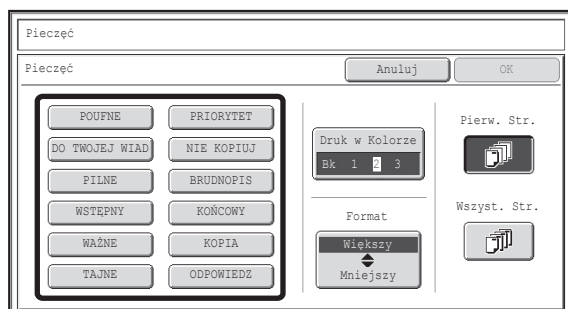 Pieczęć
Pieczęć
Anuluj
OK
POUFNE
PRIORYTET
DO TWOJEJ WIAD
NIE KOPIUJ
PILNE
BRUDNOPIS
WSTĘPNY
KOŃCOWY
WAŻNE
KOPIA
TAJNE
ODPOWIEDZ
Druk w Kolorze
Bk 1 2 3
Format
Większy
Mniejszy
Pierw. Str.
Wszyst. Str.